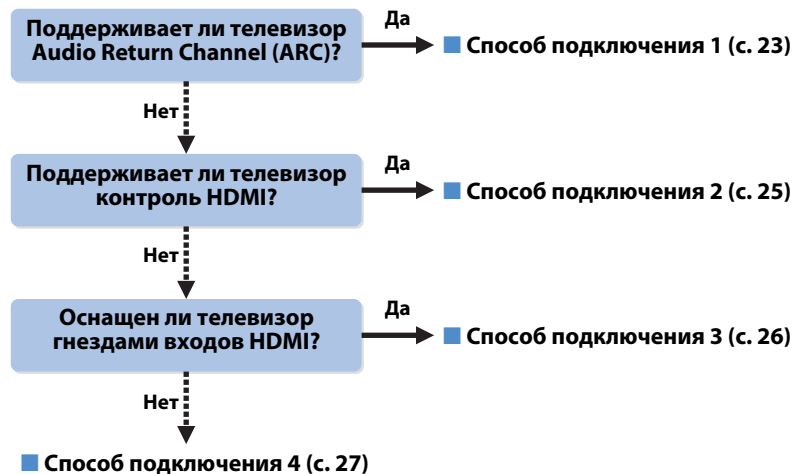 Поддерживает ли телевизор
Audio Return Channel (ARC)?
Да
■ Способ подключения 1 (с. 23)
Нет
Поддерживает ли телевизор
контроль HDMI?
Да
■ Способ подключения 2 (с. 25)
Нет
Оснащен ли телевизор
гнездами входов HDMI?
Да
■ Способ подключения 3 (с. 26)
Нет
■ Способ подключения 4 (с. 27)